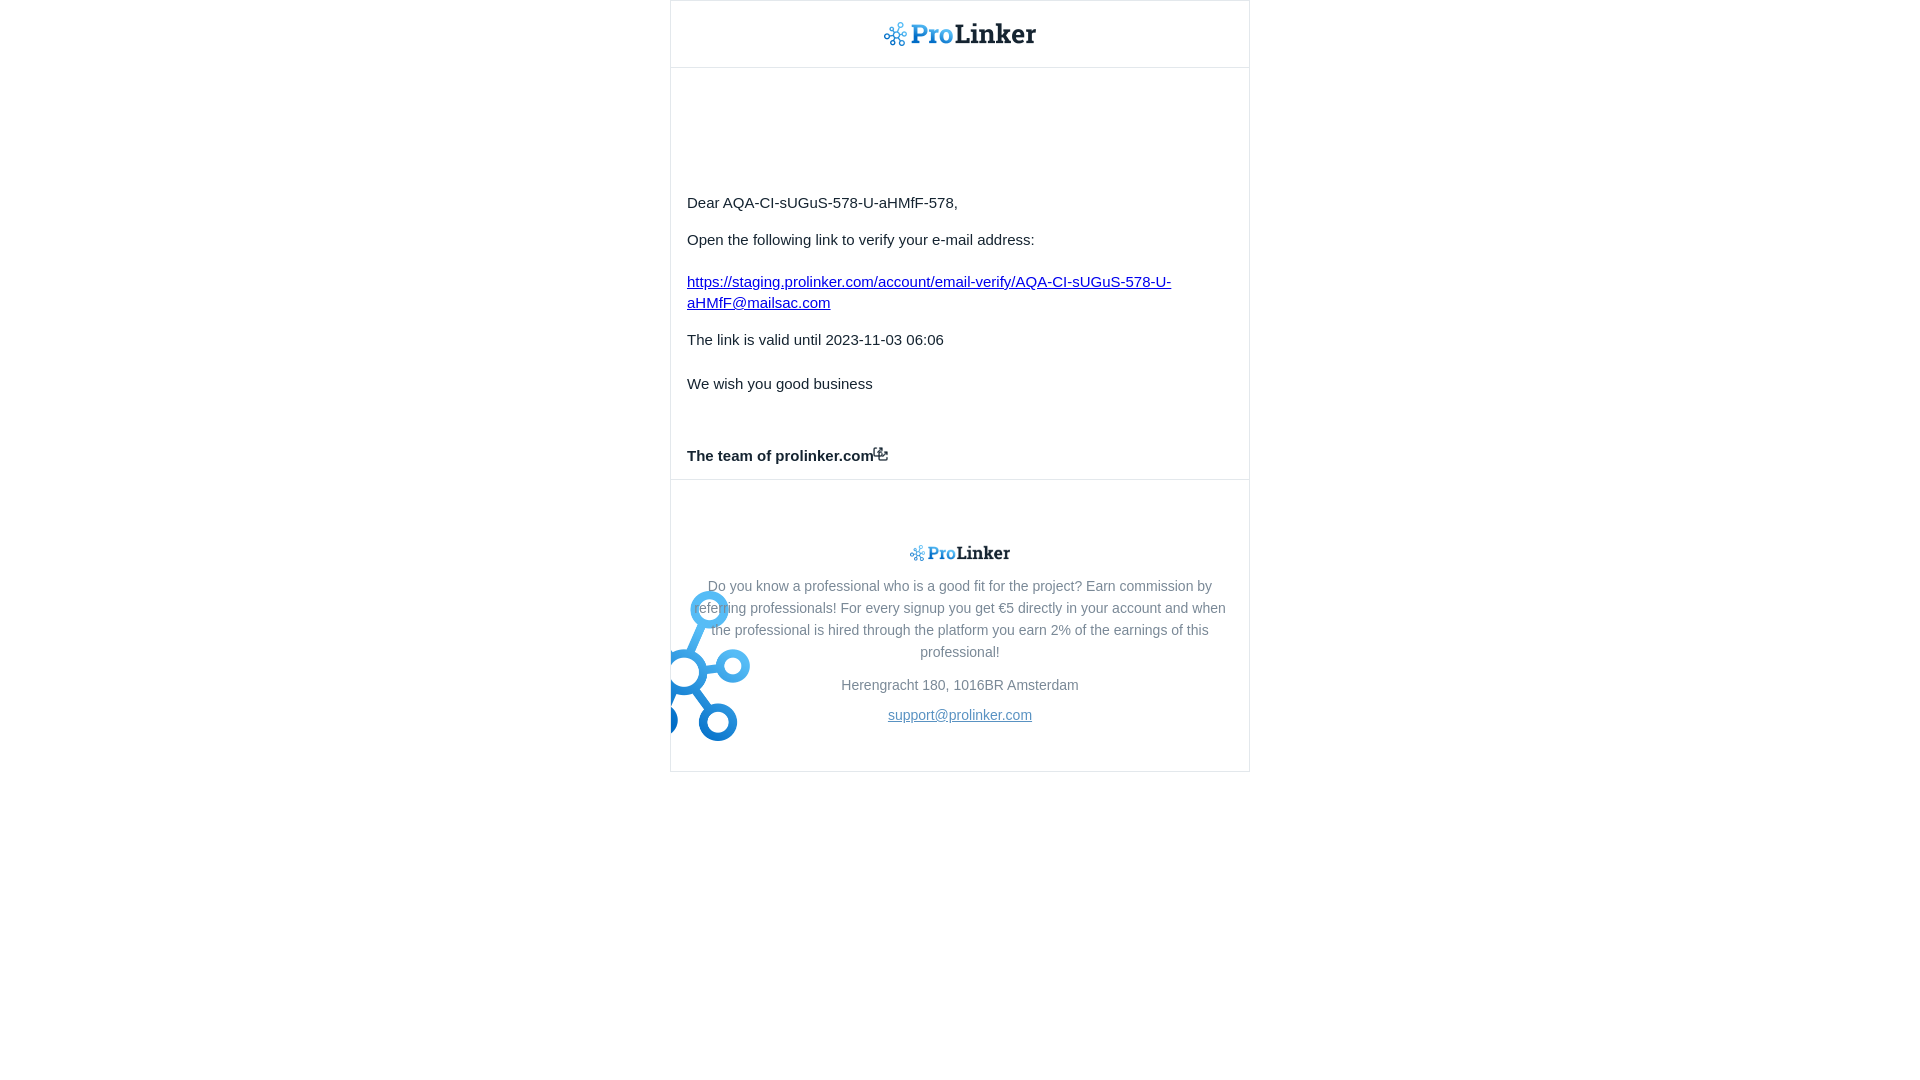 ProLinker
Dear AQA-CI-sUGuS-578-U-aHMfF-578,
Open the following link to verify your e-mail address:
https://staging.prolinker.com/account/email-verify/AQA-CI-sUGuS-578-U-
aHMfF@mailsac.com
The link is valid until 2023-11-03 06:06
We wish you good business
The team of prolinker.com
ProLinker
Do you know a professional who is a good fit for the project? Earn commission by
referring professionals! For every signup you get €5 directly in your account and when
the professional is hired through the platform you earn 2% of the earnings of this
professional!
Herengracht 180, 1016BR Amsterdam
support@prolinker.com